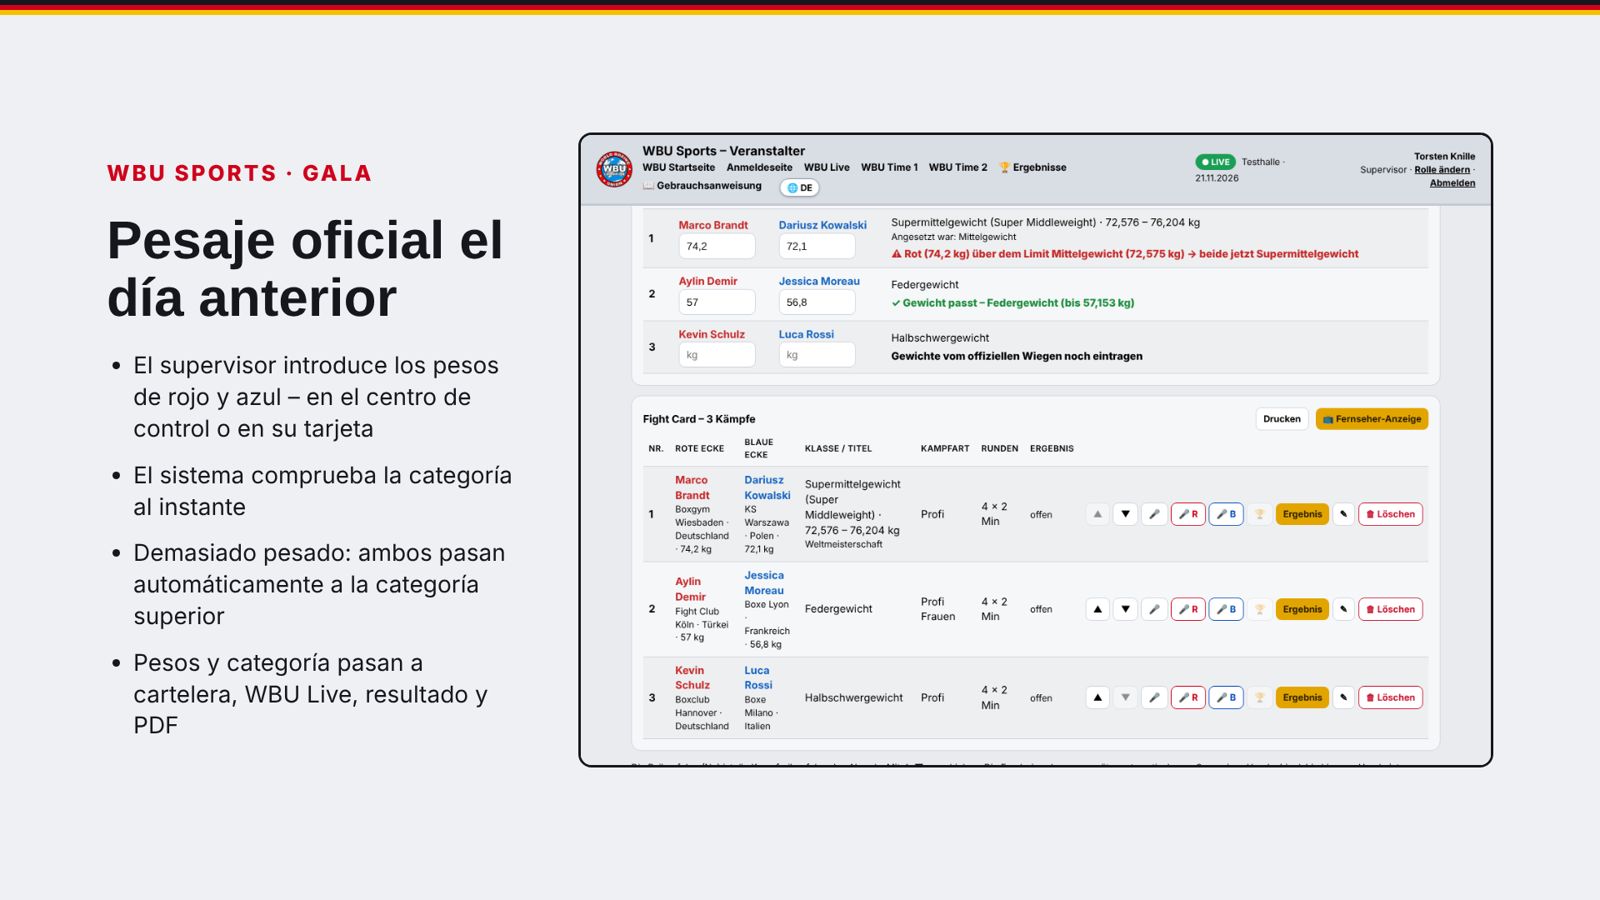 WBU SPORTS · GALA
Pesaje oficial el
día anterior
• El supervisor introduce los pesos
de rojo y azul – en el centro de
control o en su tarjeta
• El sistema comprueba la categoría
al instante
• Demasiado pesado: ambos pasan
automáticamente a la categoría
superior
• Pesos y categoría pasan a
cartelera, WBU Live, resultado y
PDF
WBU Sports – Veranstalter
WBU Startseite Anmeldeseite WBU Live WBU Time 1 WBU Time 2 🏆 Ergebnisse
📖 Gebrauchsanweisung 🌐 DE
● LIVE Testhalle ·
21.11.2026
Torsten Knille
Supervisor · Rolle ändern ·
Abmelden
WBU
1
Marco Brandt Dariusz Kowalski
74,2 72,1
Supermittelgewicht (Super Middleweight) · 72,576 – 76,204 kg
Angesetzt war: Mittelgewicht
⚠ Rot (74,2 kg) über dem Limit Mittelgewicht (72,575 kg) → beide jetzt Supermittelgewicht
2
Aylin Demir Jessica Moreau
57 56,8
Federgewicht
✓ Gewicht passt – Federgewicht (bis 57,153 kg)
3
Kevin Schulz Luca Rossi
kg kg
Halbschwergewicht
Gewichte vom offiziellen Wiegen noch eintragen
Fight Card – 3 Kämpfe
Drucken 📺 Fernseher-Anzeige
NR. ROTE ECKE BLAUE ECKE KLASSE / TITEL KAMPFART RUNDEN ERGEBNIS
1
Marco
Brandt
Boxgym
Wiesbaden ·
Deutschland
· 74,2 kg
Dariusz
Kowalski
KS
Warszawa
· Polen ·
72,1 kg
Supermittelgewicht
(Super
Middleweight) ·
72,576 – 76,204 kg
Weltmeisterschaft
Profi
4 × 2
Min
offen
▲ ▼ 🎤 🎤 R 🎤 B 🏆 Ergebnis ✎ 🗑 Löschen
2
Aylin
Demir
Fight Club
Köln · Türkei
· 57 kg
Jessica
Moreau
Boxe Lyon
·
Frankreich
· 56,8 kg
Federgewicht
Profi
Frauen
4 × 2
Min
offen
▲ ▼ 🎤 🎤 R 🎤 B 🏆 Ergebnis ✎ 🗑 Löschen
3
Kevin
Schulz
Boxclub
Hannover ·
Deutschland
Luca
Rossi
Boxe
Milano ·
Italien
Halbschwergewicht
Profi
4 × 2
Min
offen
▲ ▼ 🎤 🎤 R 🎤 B 🏆 Ergebnis ✎ 🗑 Löschen